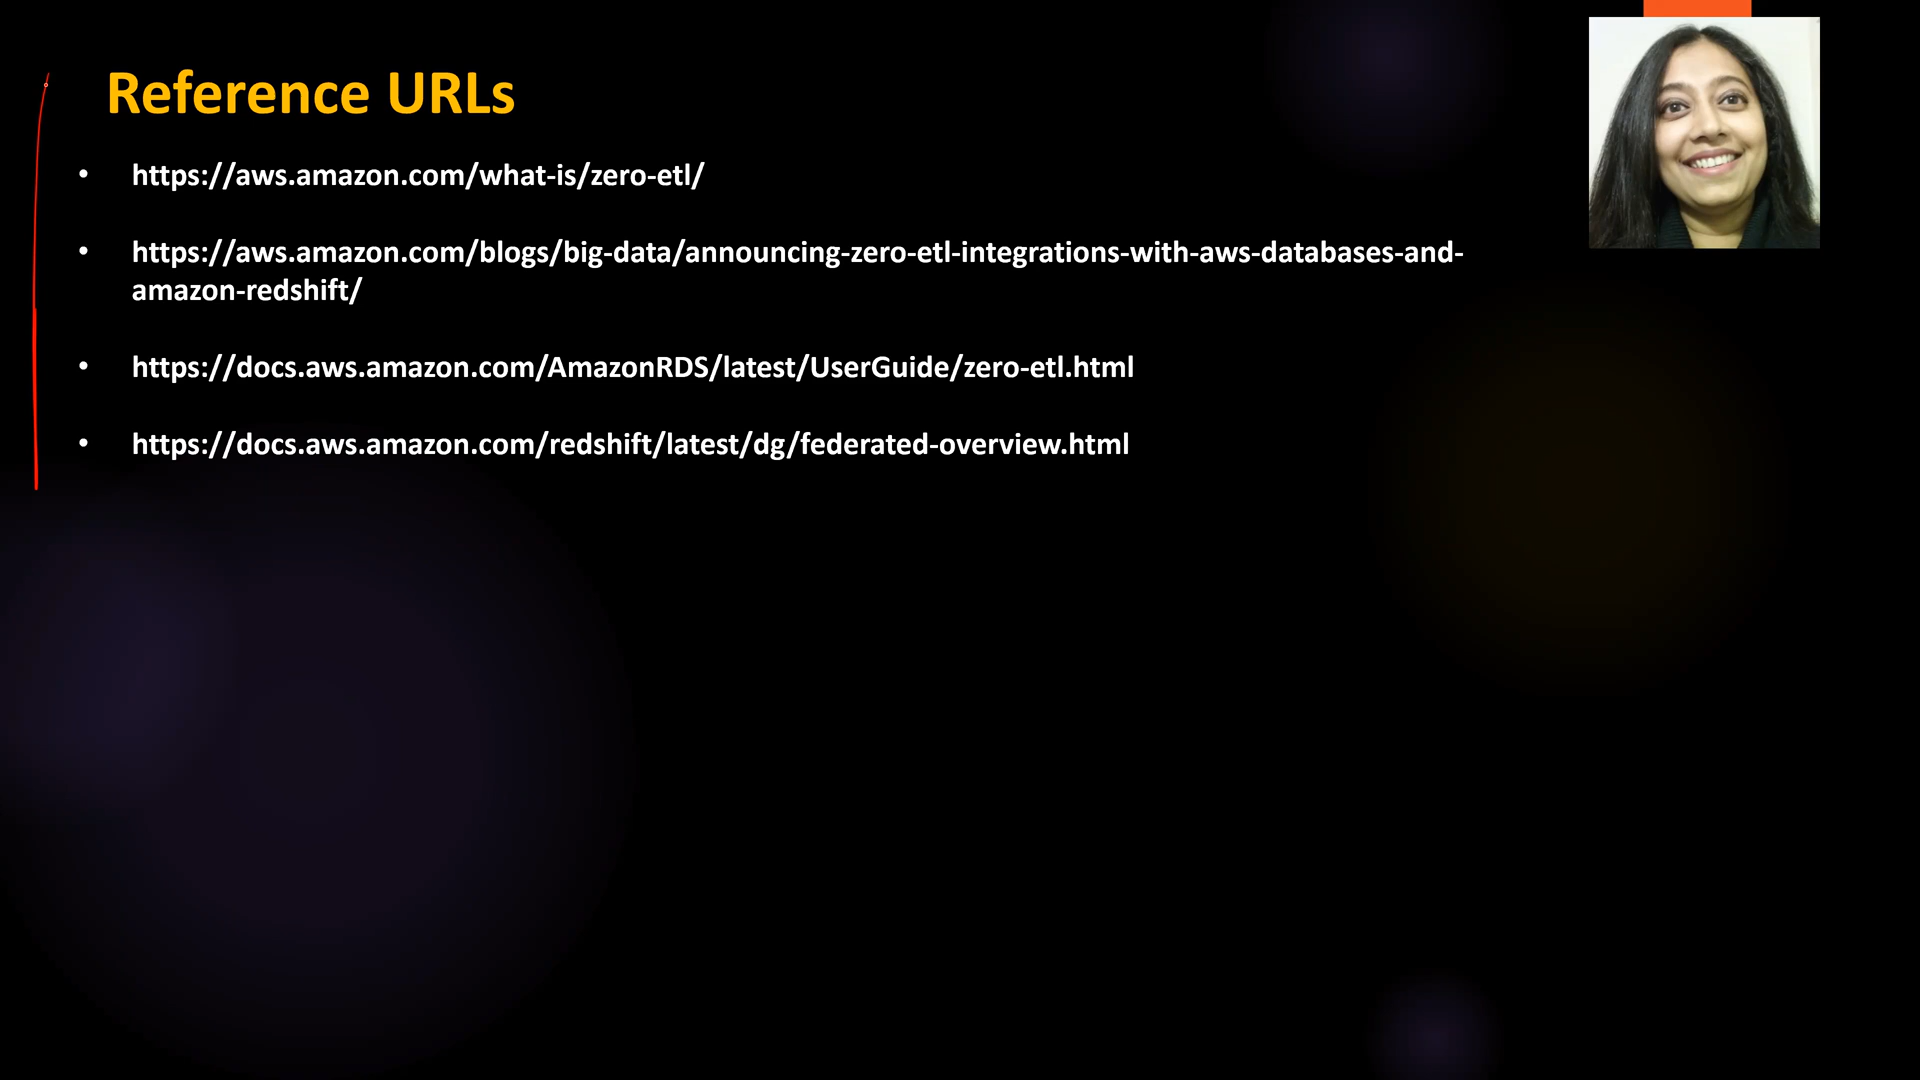 Reference URLs
• https://aws.amazon.com/what-is/zero-etl/
• https://aws.amazon.com/blogs/big-data/announcing-zero-etl-integrations-with-aws-databases-and-
amazon-redshift/
• https://docs.aws.amazon.com/AmazonRDS/latest/UserGuide/zero-etl.html
• https://docs.aws.amazon.com/redshift/latest/dg/federated-overview.html